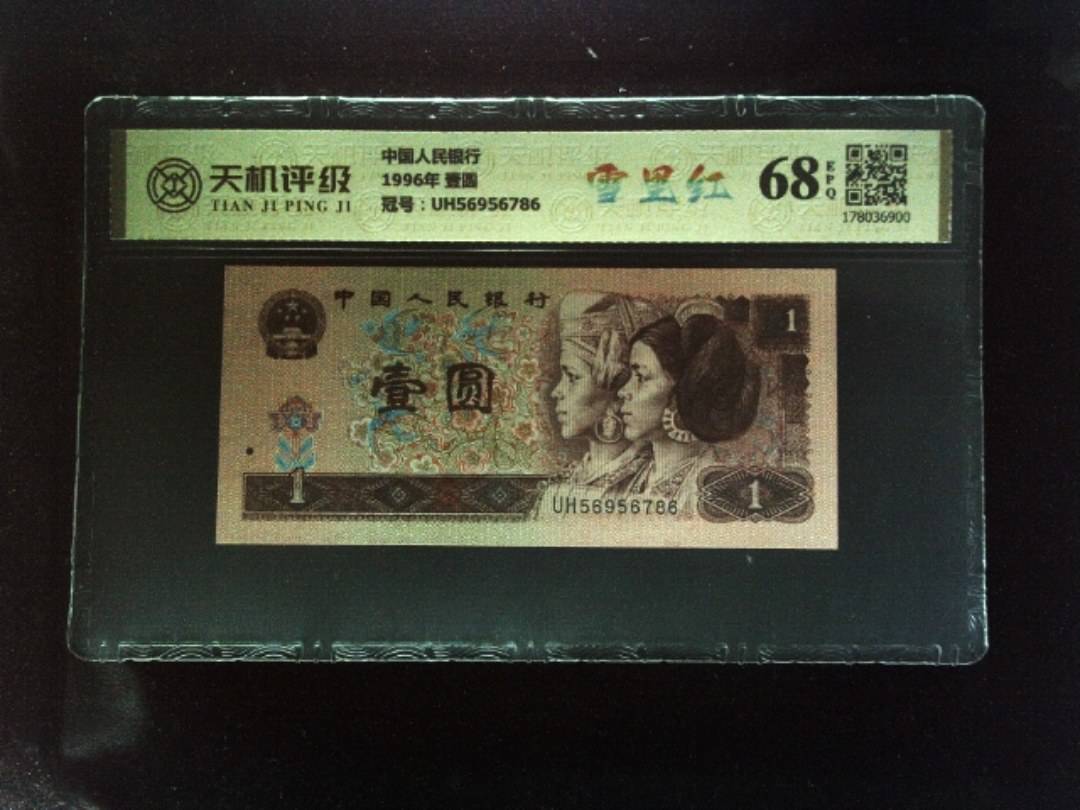 天机评级
TIAN JI PING JI
中国人民银行
1996年 壹圆
冠号：UH56956786
雪里红
68
EPQ
178036900
中国人民银行
1
壹圆
1
UH56956786
1